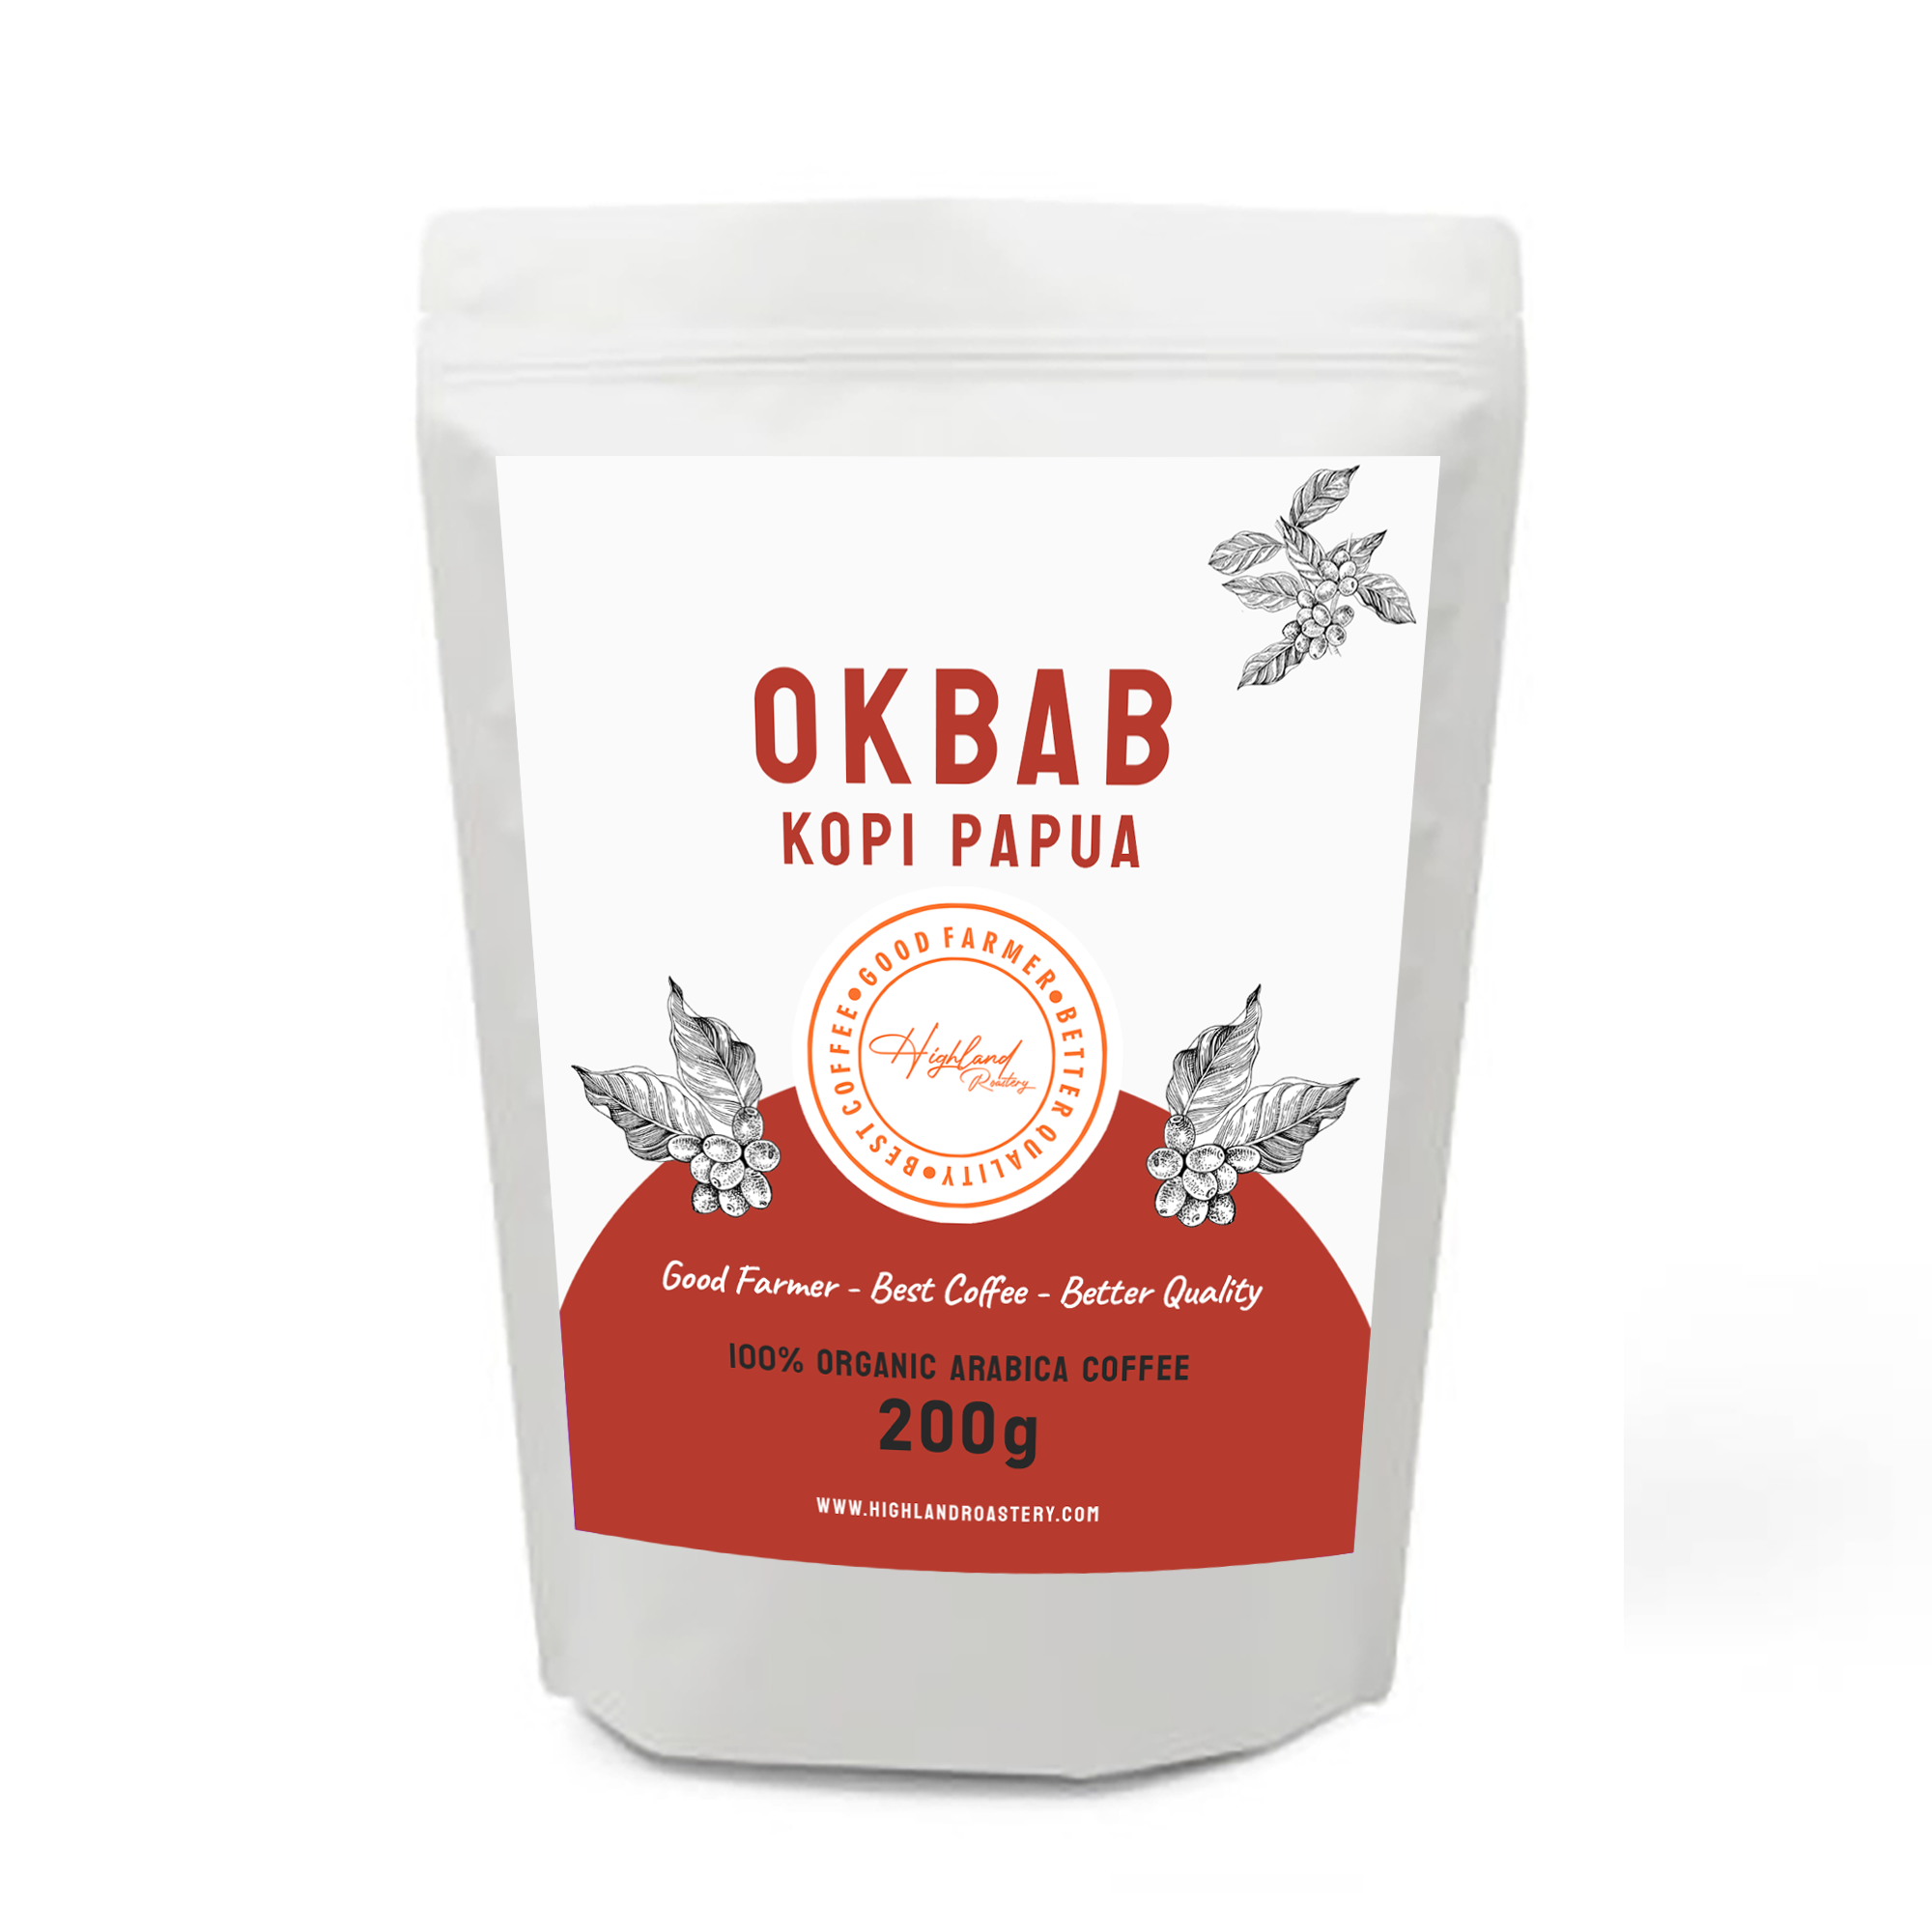 OKBAB
KOPI PAPUA
GOOD FARMER • BETTER QUALITY • BEST COFFEE •
Highland
Roastery
Good Farmer - Best Coffee - Better Quality
100% ORGANIC ARABICA COFFEE
200g
WWW.HIGHLANDROASTERY.COM